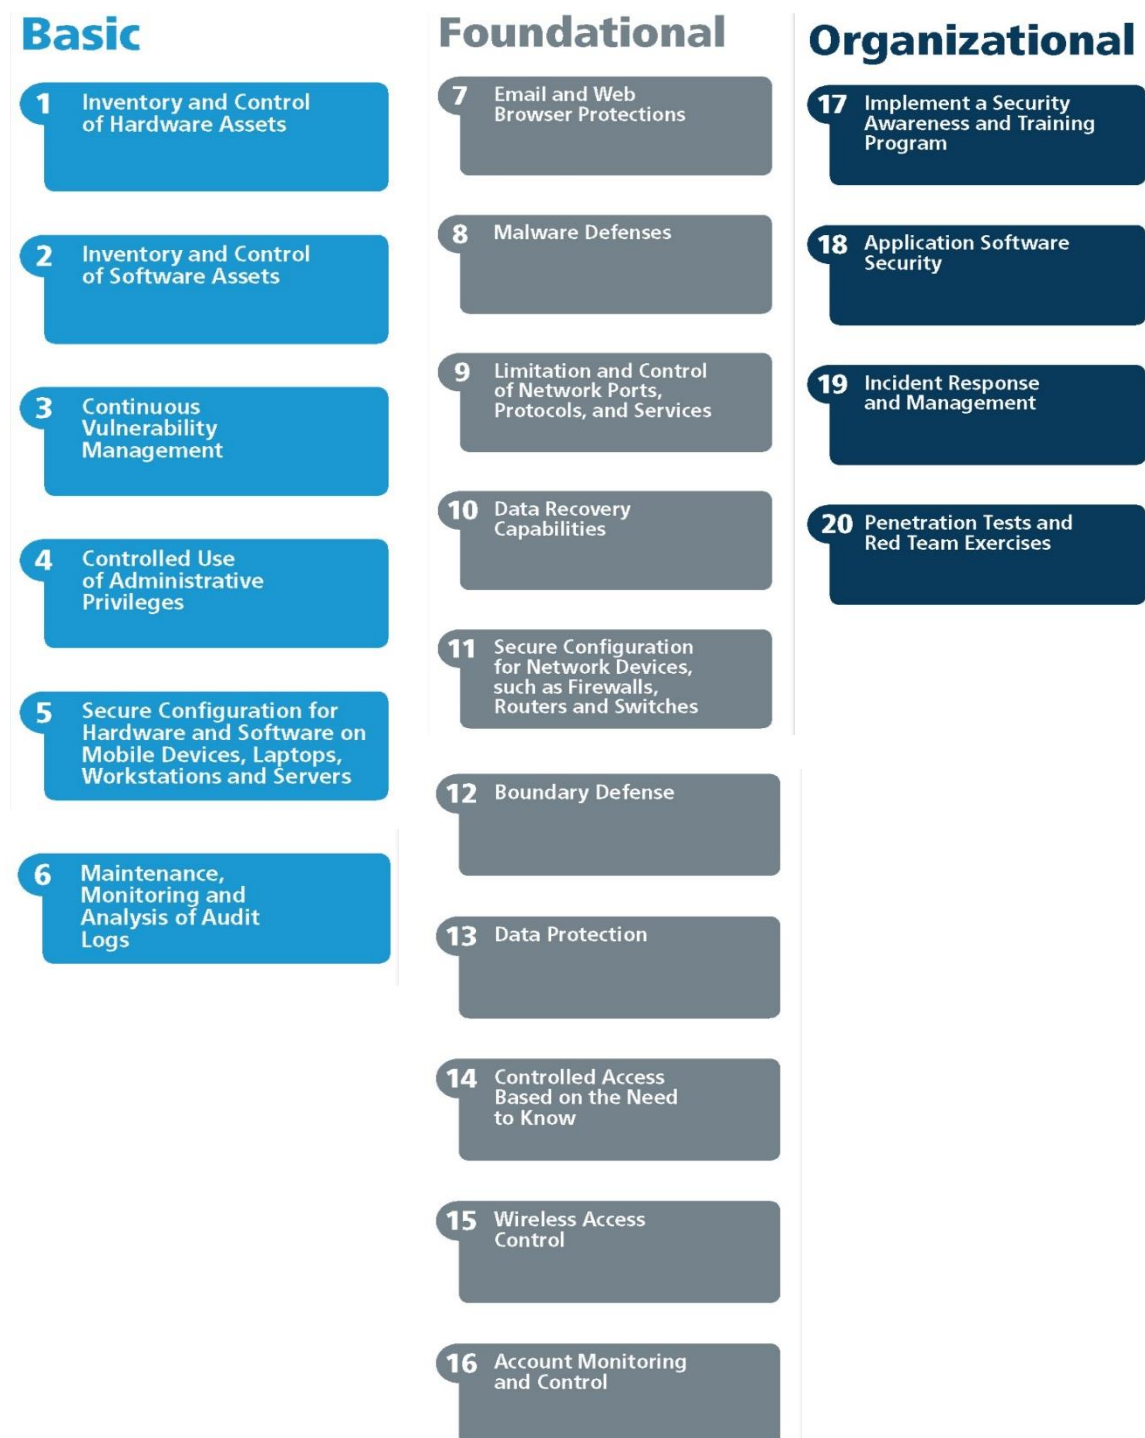 Basic
1 Inventory and Control
of Hardware Assets
2 Inventory and Control
of Software Assets
3 Continuous
Vulnerability
Management
4 Controlled Use
of Administrative
Privileges
5 Secure Configuration for
Hardware and Software on
Mobile Devices, Laptops,
Workstations and Servers
6 Maintenance,
Monitoring and
Analysis of Audit
Logs
Foundational
7 Email and Web
Browser Protections
8 Malware Defenses
9 Limitation and Control
of Network Ports,
Protocols, and Services
10 Data Recovery
Capabilities
11 Secure Configuration
for Network Devices,
such as Firewalls,
Routers and Switches
12 Boundary Defense
13 Data Protection
14 Controlled Access
Based on the Need
to Know
15 Wireless Access
Control
16 Account Monitoring
and Control
Organizational
17 Implement a Security
Awareness and Training
Program
18 Application Software
Security
19 Incident Response
and Management
20 Penetration Tests and
Red Team Exercises